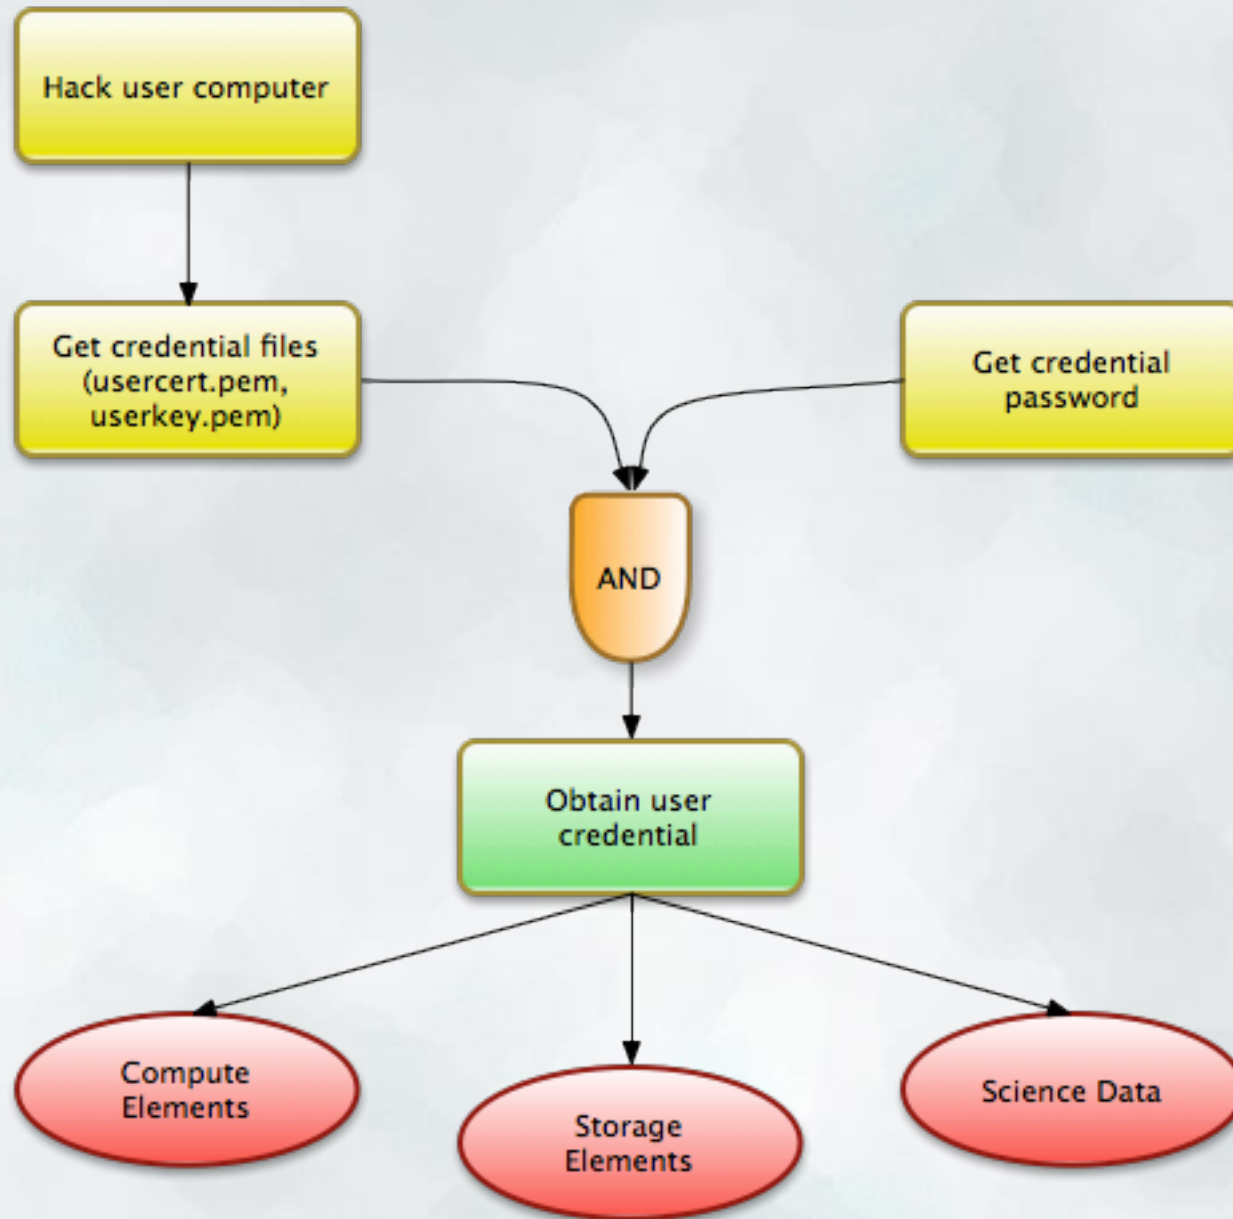 Hack user computer
Get credential files
(usercert.pem,
userkey.pem)
Get credential
password
AND
Obtain user
credential
Compute
Elements
Storage
Elements
Science Data